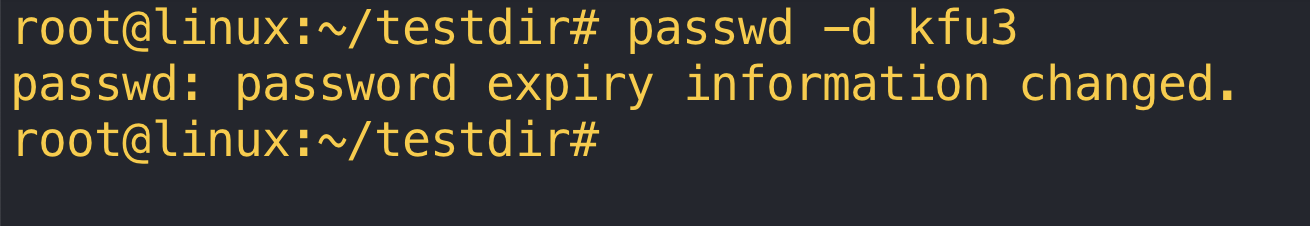 root@linux:~/testdir# passwd -d kfu3
passwd: password expiry information changed.
root@linux:~/testdir#